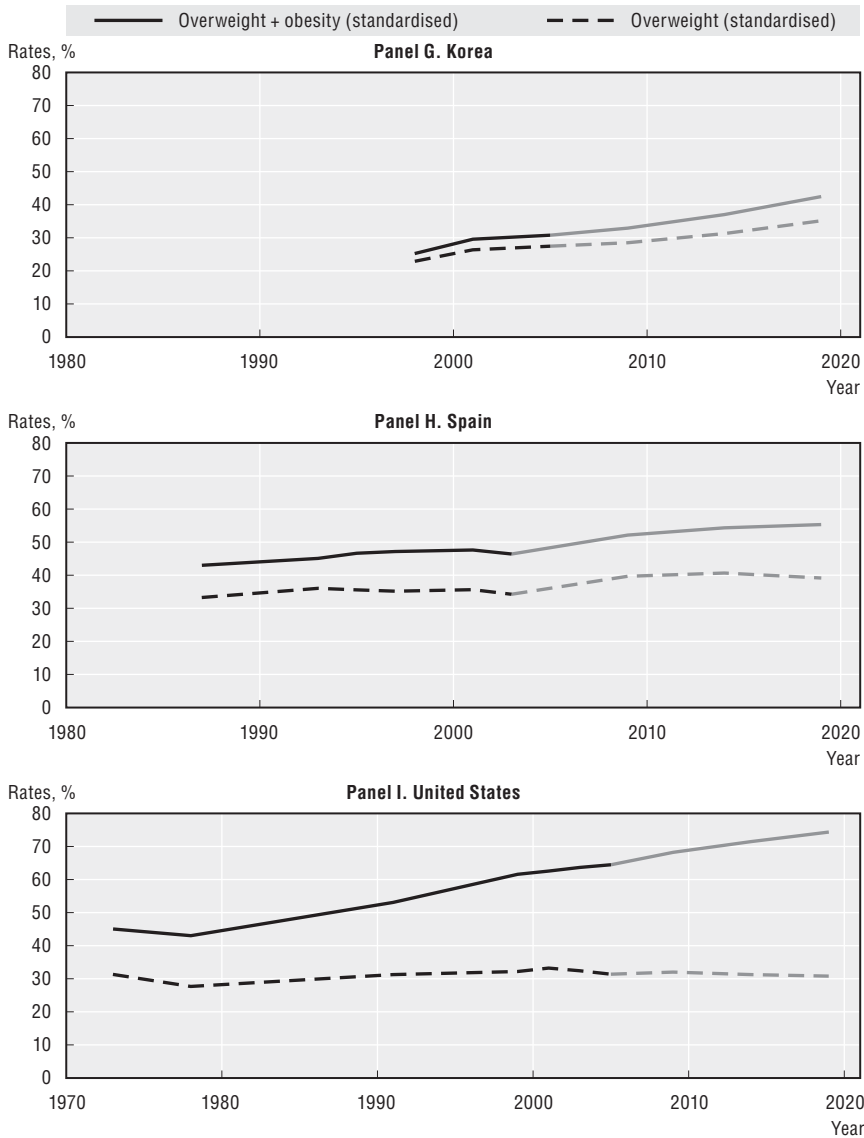 Overweight + obesity (standardised) Overweight (standardised)
Rates, % Panel G. Korea
80
70
60
50
40
30
20
10
0
1980 1990 2000 2010 2020
Year
Rates, % Panel H. Spain
80
70
60
50
40
30
20
10
0
1980 1990 2000 2010 2020
Year
Rates, % Panel I. United States
80
70
60
50
40
30
20
10
0
1970 1980 1990 2000 2010 2020
Year